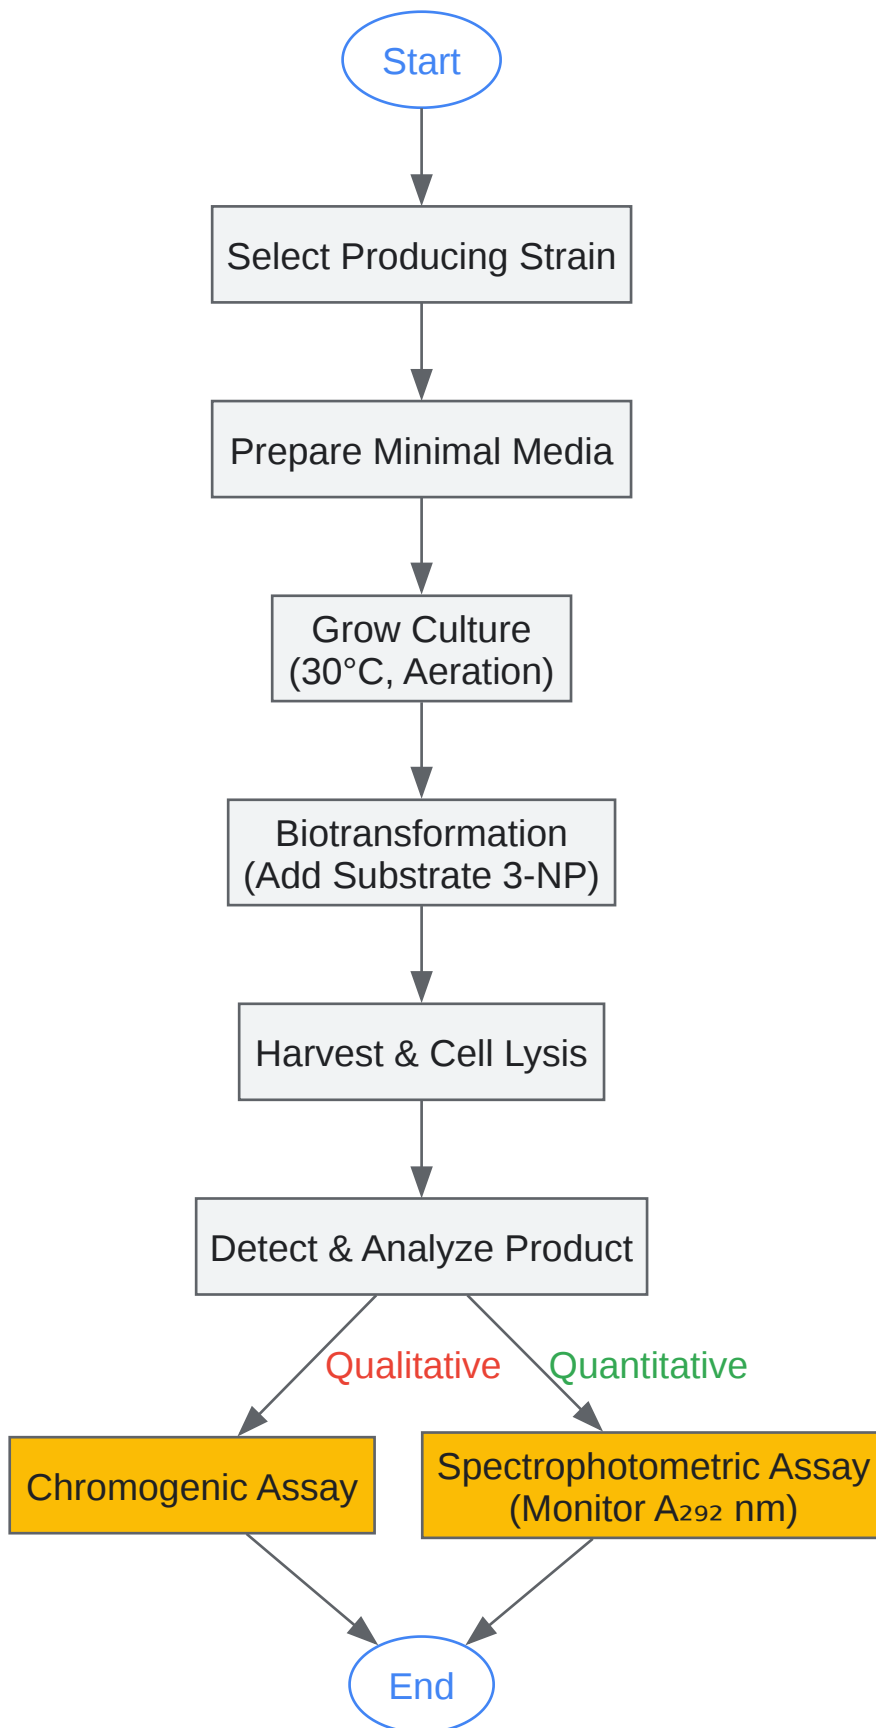 Start
Select Producing Strain
Prepare Minimal Media
Grow Culture
(30°C, Aeration)
Biotransformation
(Add Substrate 3-NP)
Harvest & Cell Lysis
Detect & Analyze Product
Qualitative
Quantitative
Chromogenic Assay
Spectrophotometric Assay
(Monitor A₂₉₂ nm)
End